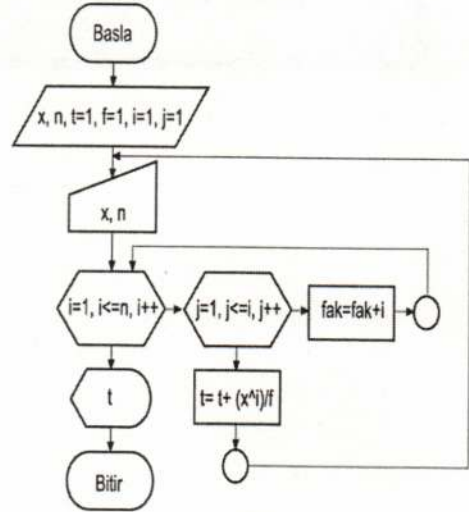 Basla
x, n, t=1, f=1, i=1, j=1
x, n
i=1, i<=n, i++
j=1, j<=i, j++
fak=fak+i
t
t= t+ (x^i)/f
Bitir